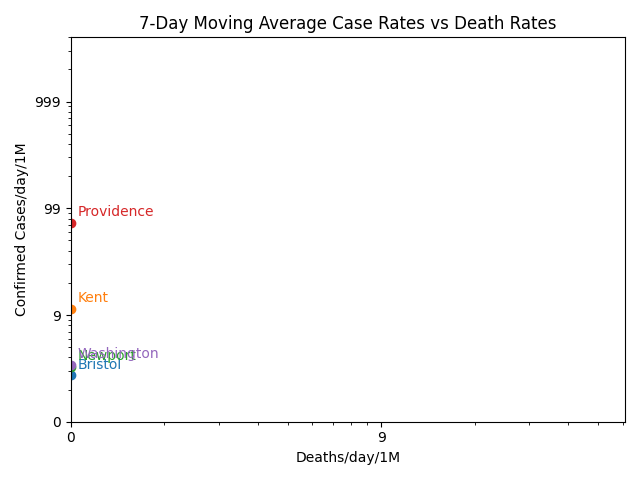 7-Day Moving Average Case Rates vs Death Rates
Confirmed Cases/day/1M
999
99
9
0
Providence
Kent
Washington
Newport
Bristol
0
9
Deaths/day/1M